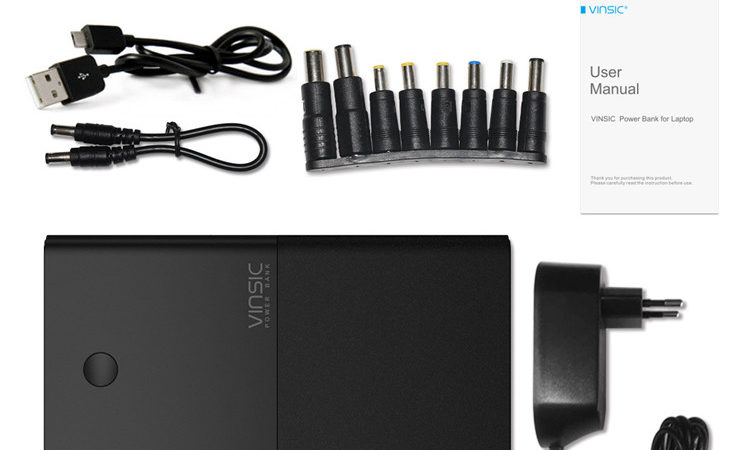 VINSIC®
User
Manual
VINSIC Power Bank for Laptop
Thank you for purchasing this product.
Please carefully read the instruction before use.
VINSIC
POWER BANK